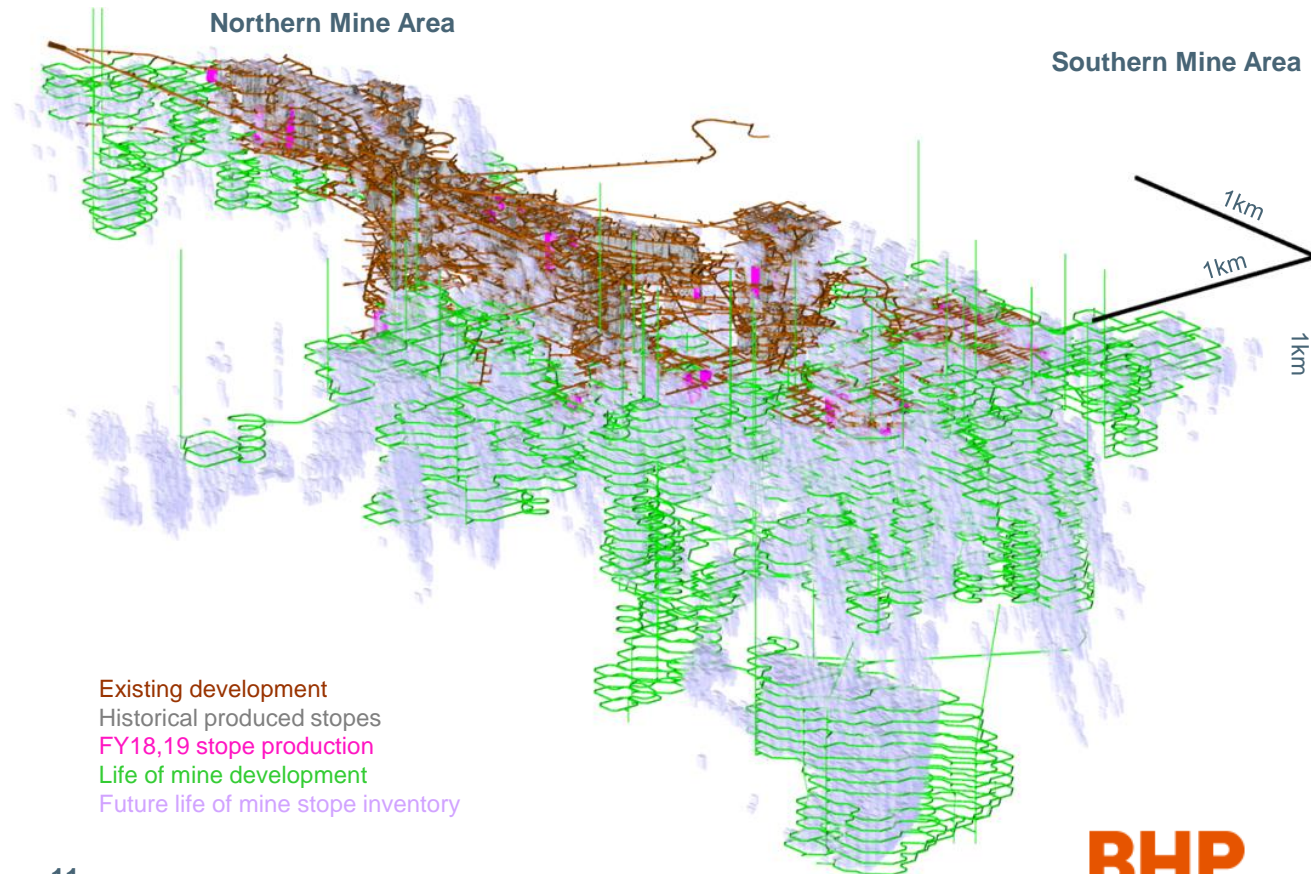 Northern Mine Area
Southern Mine Area
1km
1km
1km
Existing development
Historical produced stopes
FY18,19 stope production
Life of mine development
Future life of mine stope inventory
11
BHP